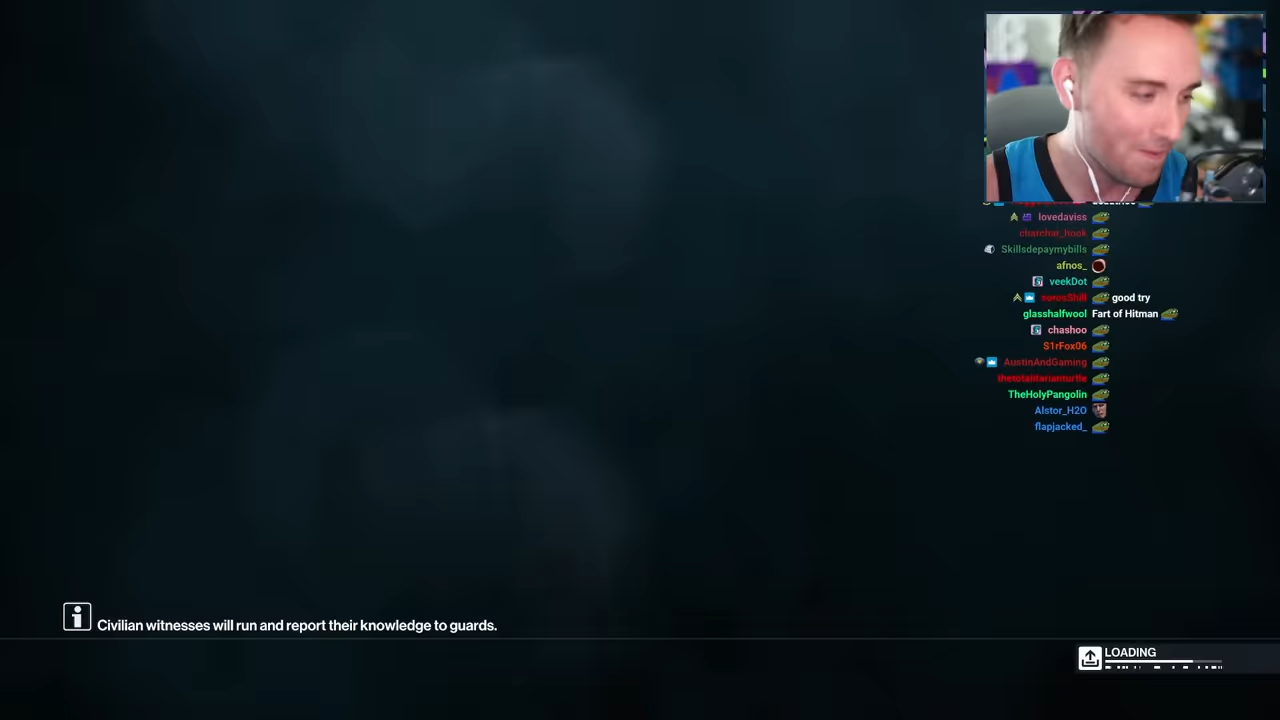 lovedaviss
charchar_hook
Skillsdepaymybills
afnos_
veekDot
good try
glasshalfwool Fart of Hitman
chashoo
S1rFox06
AustinAndGaming
thetotalitarianturtle
TheHolyPangolin
Alstor_H2O
flapjacked_
Civilian witnesses will run and report their knowledge to guards.
LOADING